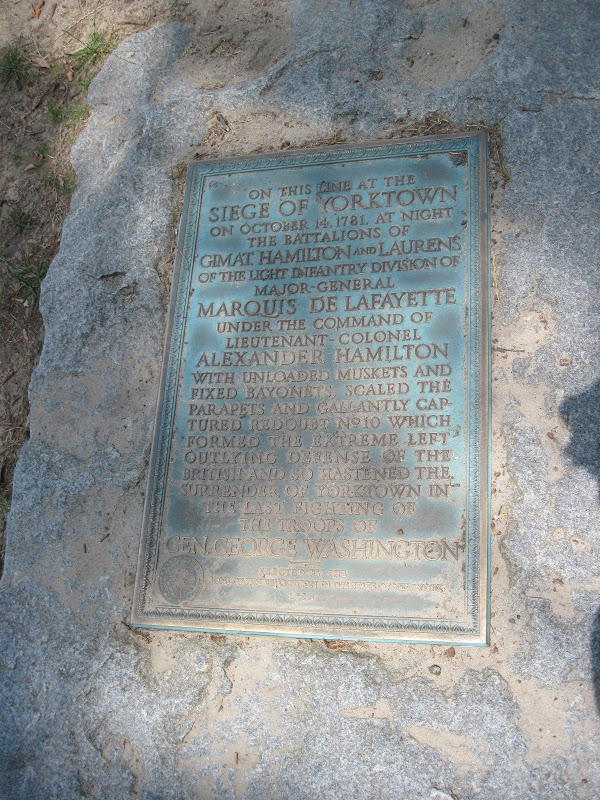 ON THIS LINE AT THE
SIEGE OF YORKTOWN
ON OCTOBER 14, 1781, AT NIGHT
THE BATTALIONS OF
GIMAT HAMILTON AND LAURENS
OF THE LIGHT INFANTRY DIVISION OF
MAJOR-GENERAL
MARQUIS DE LAFAYETTE
UNDER THE COMMAND OF
LIEUTENANT-COLONEL
ALEXANDER HAMILTON
WITH UNLOADED MUSKETS AND
FIXED BAYONETS, SCALED THE
PARAPETS AND GALLANTLY CAP-
TURED REDOUBT No 10 WHICH
FORMED THE EXTREME LEFT
OUTLYING DEFENSE OF THE
BRITISH AND SO HASTENED THE
SURRENDER OF YORKTOWN IN
THE LAST FIGHTING OF
THE TROOPS OF
GEN. GEORGE WASHINGTON
ERECTED BY THE